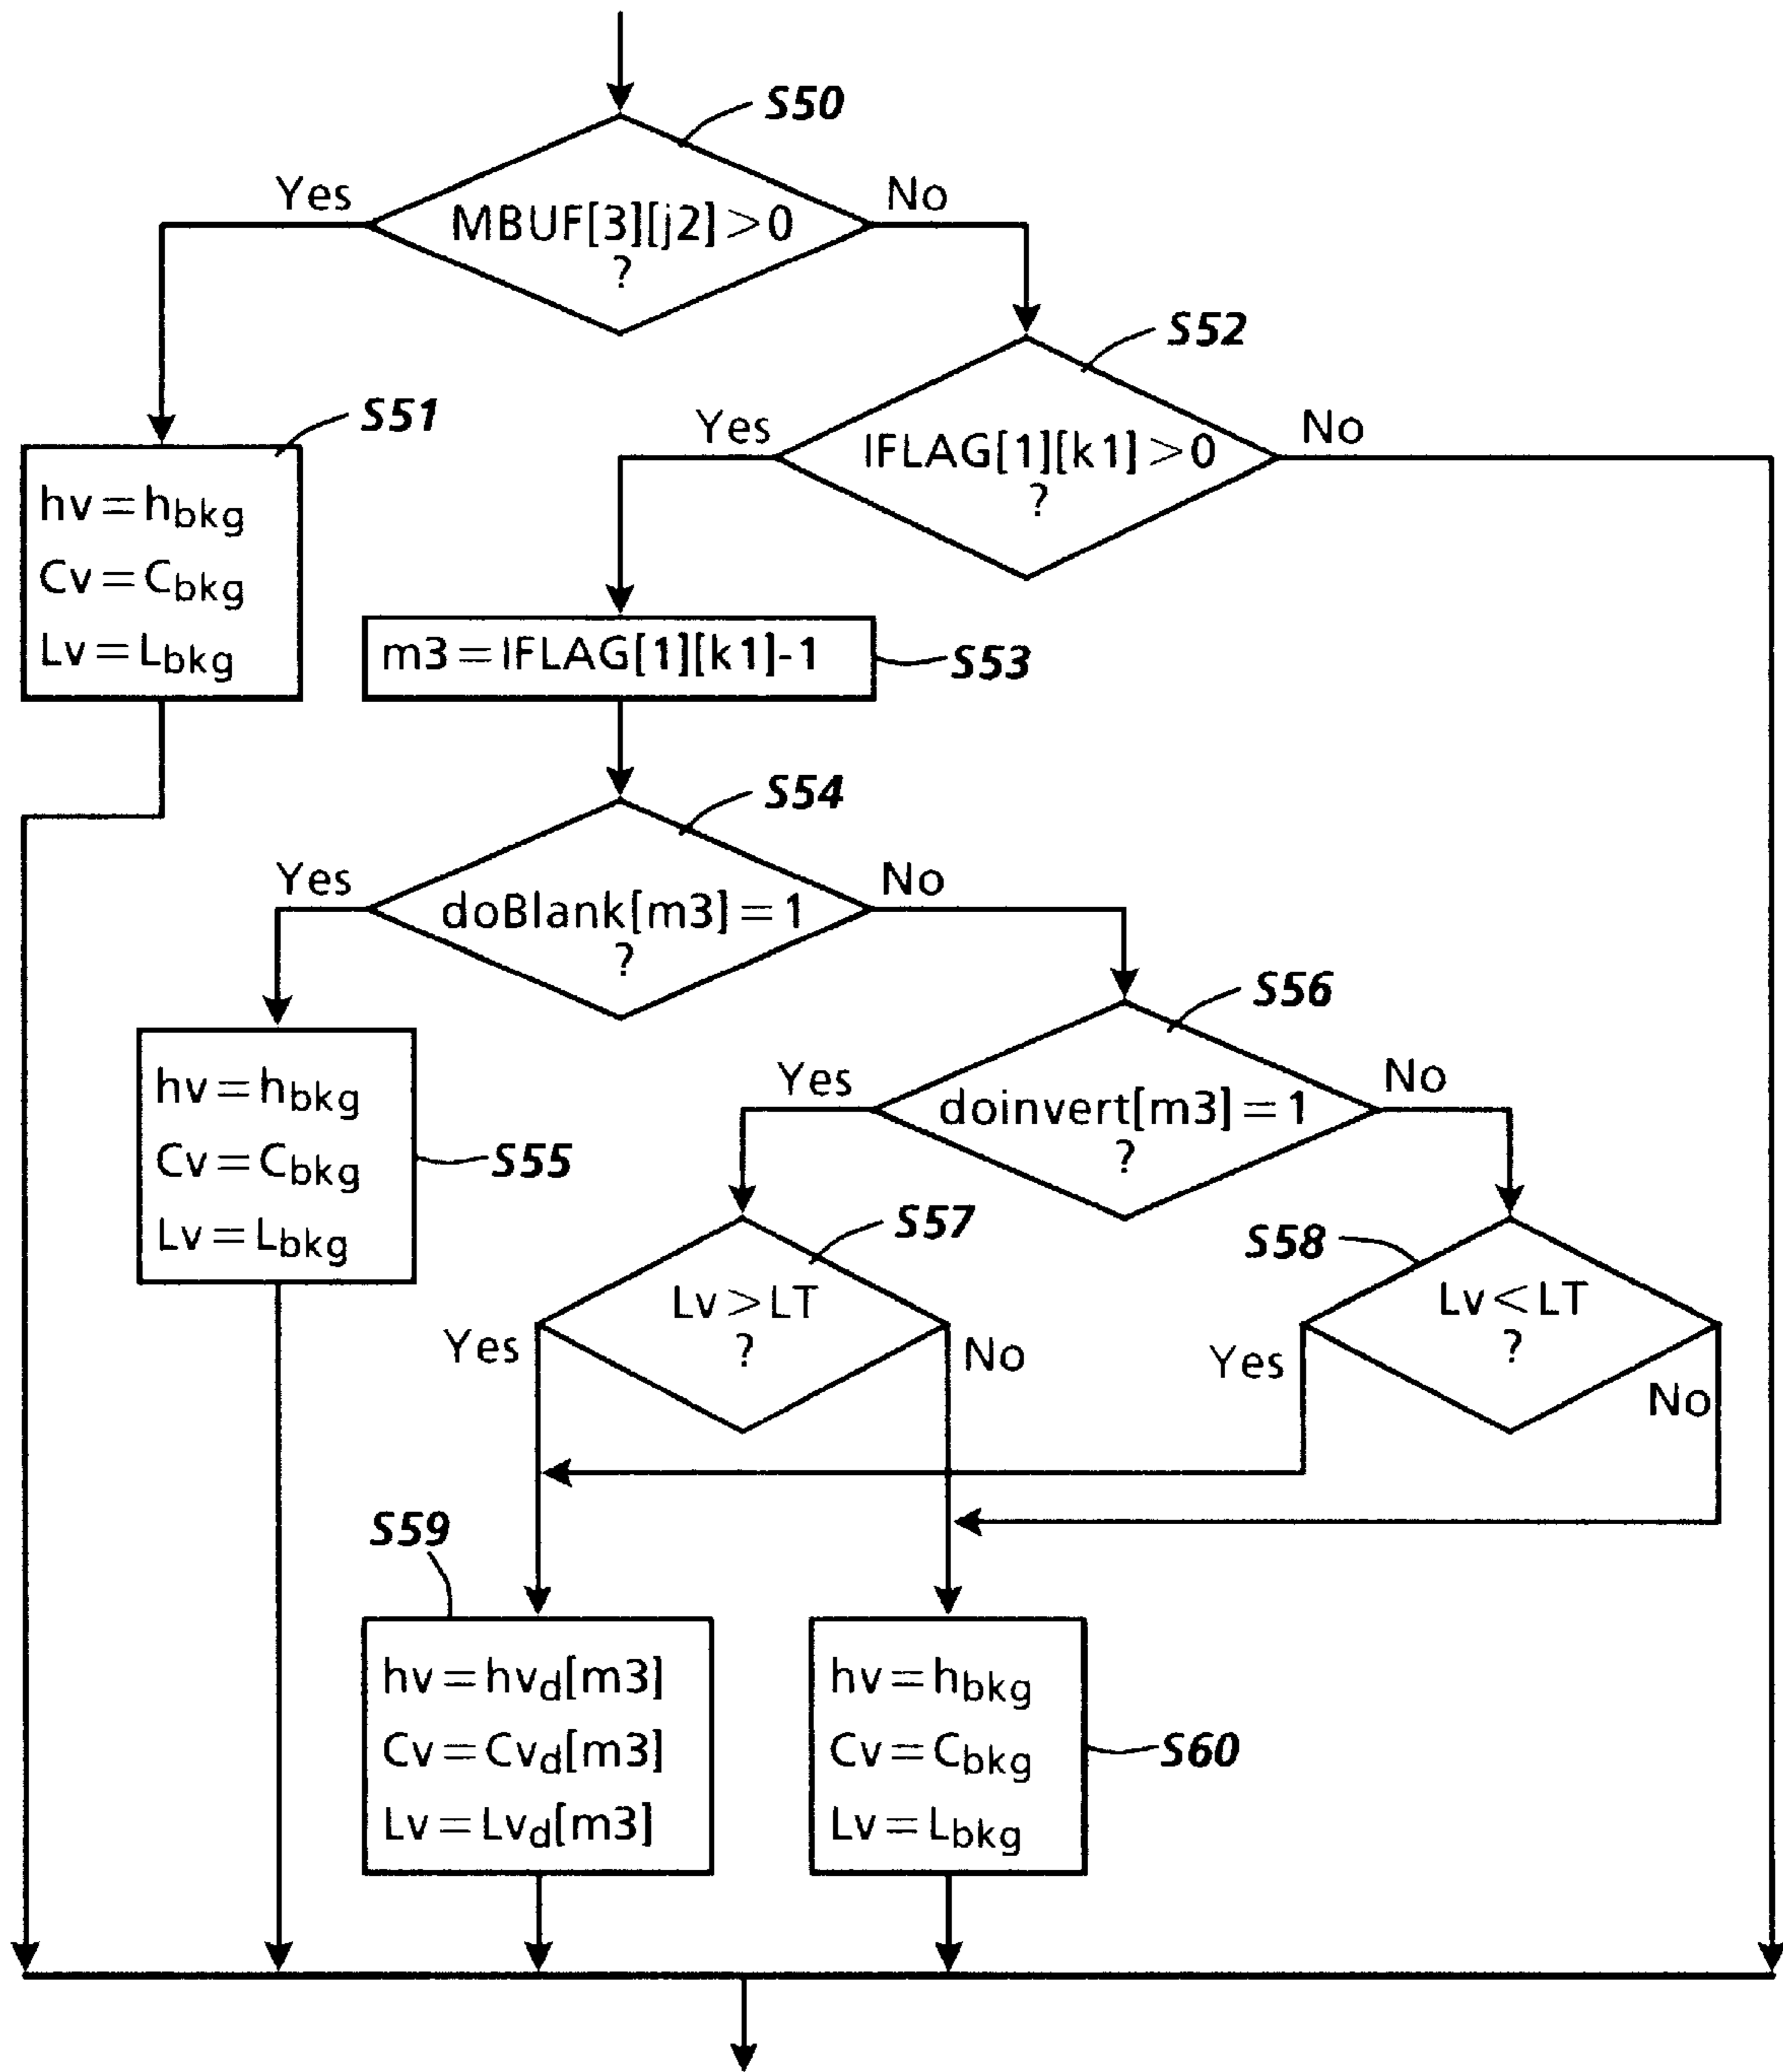 S50
Yes
No
MBUF[3][j2]>0
?
S52
S51
Yes
No
IFLAG[1][k1]>0
?
hv=hbkg
Cv=Cbkg
Lv=Lbkg
m3=IFLAG[1][k1]-1
S53
S54
Yes
No
doBlank[m3]=1
?
S56
Yes
No
doinvert[m3]=1
?
hv=hbkg
Cv=Cbkg
Lv=Lbkg
S55
S57
S58
Lv>LT
?
Yes
No
Lv<LT
?
Yes
No
S59
hv=hvd[m3]
Cv=Cvd[m3]
Lv=Lvd[m3]
hv=hbkg
Cv=Cbkg
Lv=Lbkg
S60